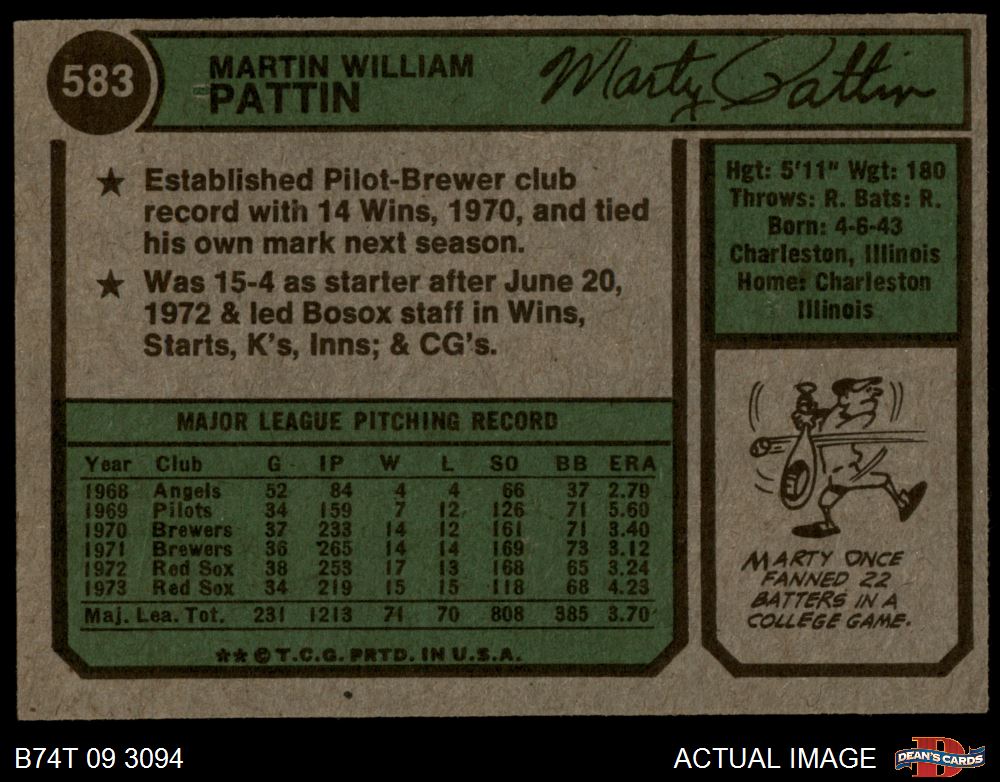 583
MARTIN WILLIAM
PATTIN
Marty Pattin
★ Established Pilot-Brewer club
record with 14 Wins, 1970, and tied
his own mark next season.
★ Was 15-4 as starter after June 20,
1972 & led Bosox staff in Wins,
Starts, K's, Inns; & CG's.
Hgt: 5'11" Wgt: 180
Throws: R. Bats: R.
Born: 4-6-43
Charleston, Illinois
Home: Charleston
Illinois
MAJOR LEAGUE PITCHING RECORD
Year Club G IP W L SO BB ERA
1968 Angels 52 84 4 4 66 37 2.79
1969 Pilots 34 159 7 12 126 71 5.60
1970 Brewers 37 233 14 12 161 71 3.40
1971 Brewers 36 265 14 14 169 73 3.12
1972 Red Sox 38 253 17 13 168 65 3.24
1973 Red Sox 34 219 15 15 118 68 4.23
Maj. Lea. Tot. 231 1213 71 70 808 385 3.70
★★ © T.C.G. PRTD. IN U.S.A.
MARTY ONCE
FANNED 22
BATTERS IN A
COLLEGE GAME.
B74T 09 3094
ACTUAL IMAGE
D
DEAN'S CARDS